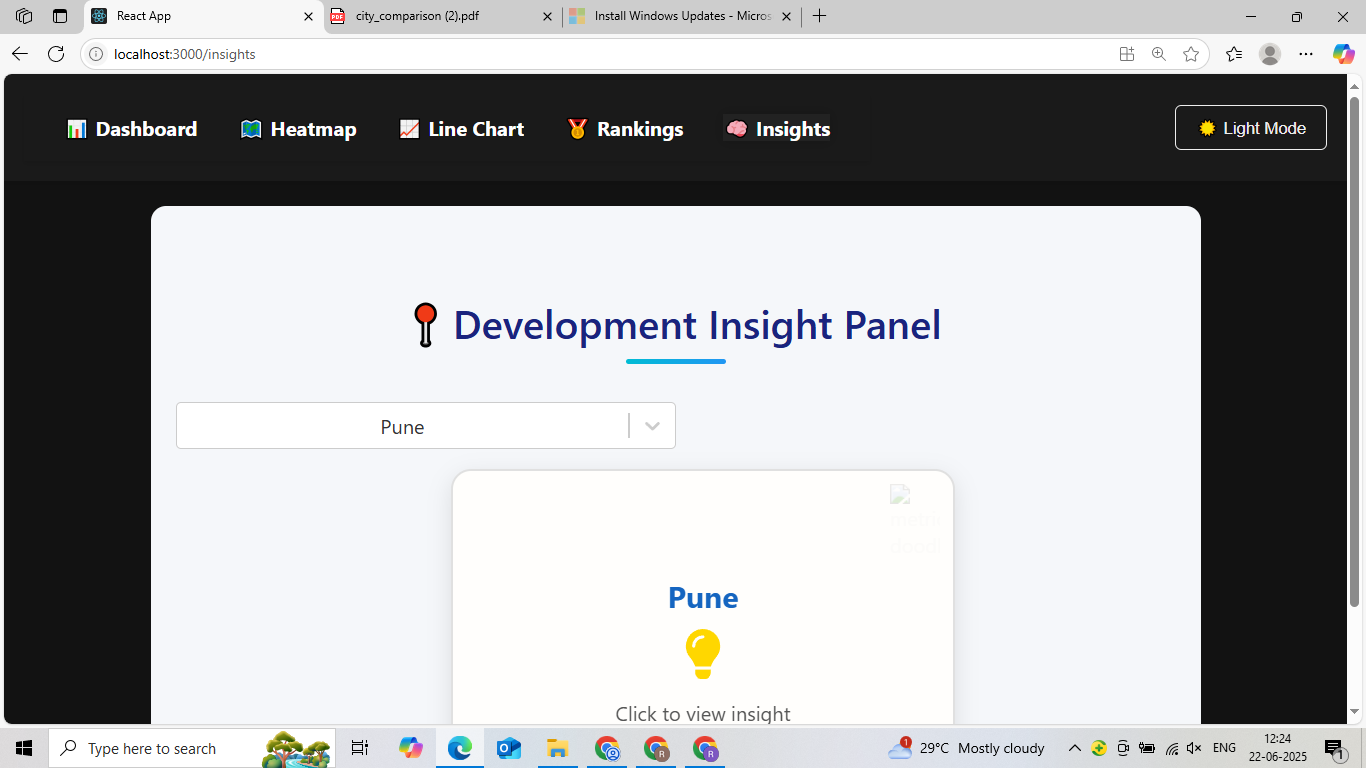 React App
city_comparison (2).pdf
Install Windows Updates - Micros
localhost:3000/insights
Dashboard
Heatmap
Line Chart
Rankings
Insights
Light Mode
Development Insight Panel
Pune
Pune
Click to view insight
Type here to search
1
29°C Mostly cloudy
ENG
12:24
22-06-2025
1